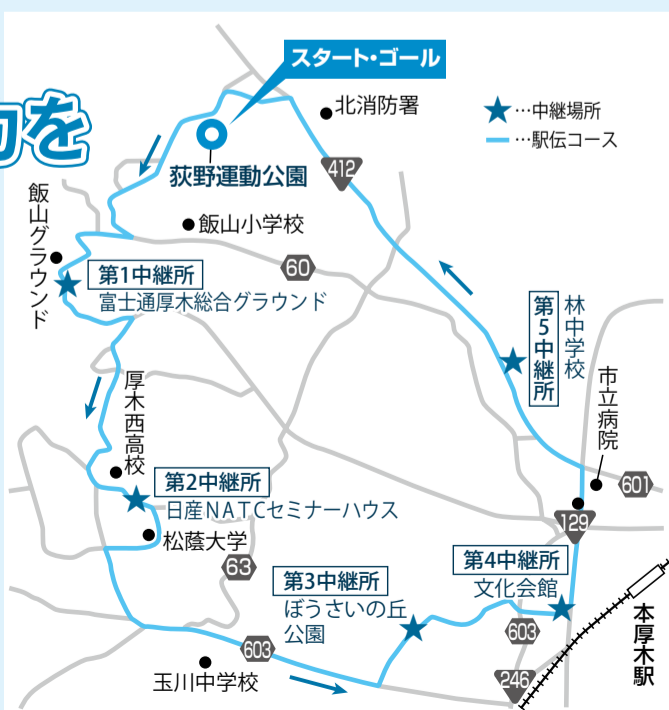 スタート・ゴール
力を
北消防署
★…中継場所
…駅伝コース
荻野運動公園
412
飯山グラウンド
飯山小学校
60
第1中継所
富士通厚木総合グラウンド
第5中継所
林中学校
市立病院
厚木西高校
601
第2中継所
日産NATCセミナーハウス
129
松蔭大学
第4中継所
文化会館
63
第3中継所
ぼうさいの丘
公園
本厚木駅
603
603
玉川中学校
246